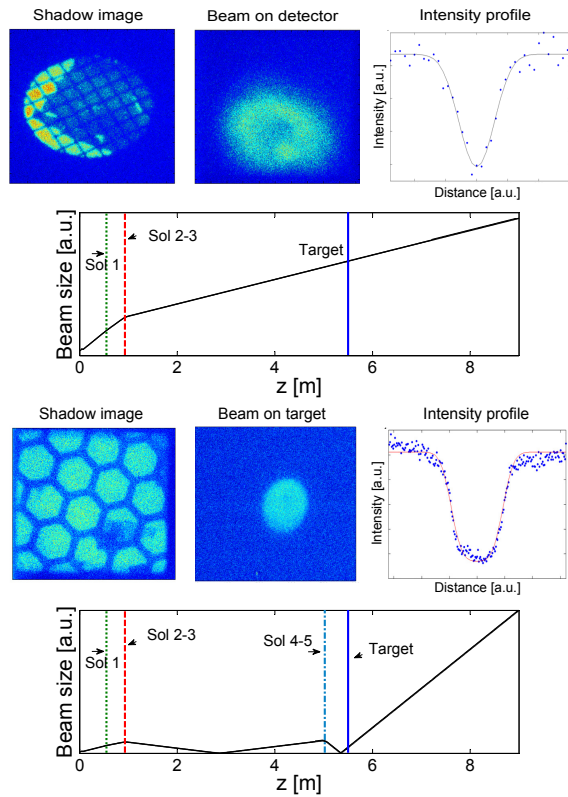 Shadow image Beam on detector Intensity profile
Intensity [a.u.]
Distance [a.u.]
Beam size [a.u.]
Sol 1
Sol 2-3
Target
0 2 4 6 8
z [m]
Shadow image Beam on target Intensity profile
Intensity [a.u.]
Distance [a.u.]
Beam size [a.u.]
Sol 1
Sol 2-3
Sol 4-5
Target
0 2 4 6 8
z [m]